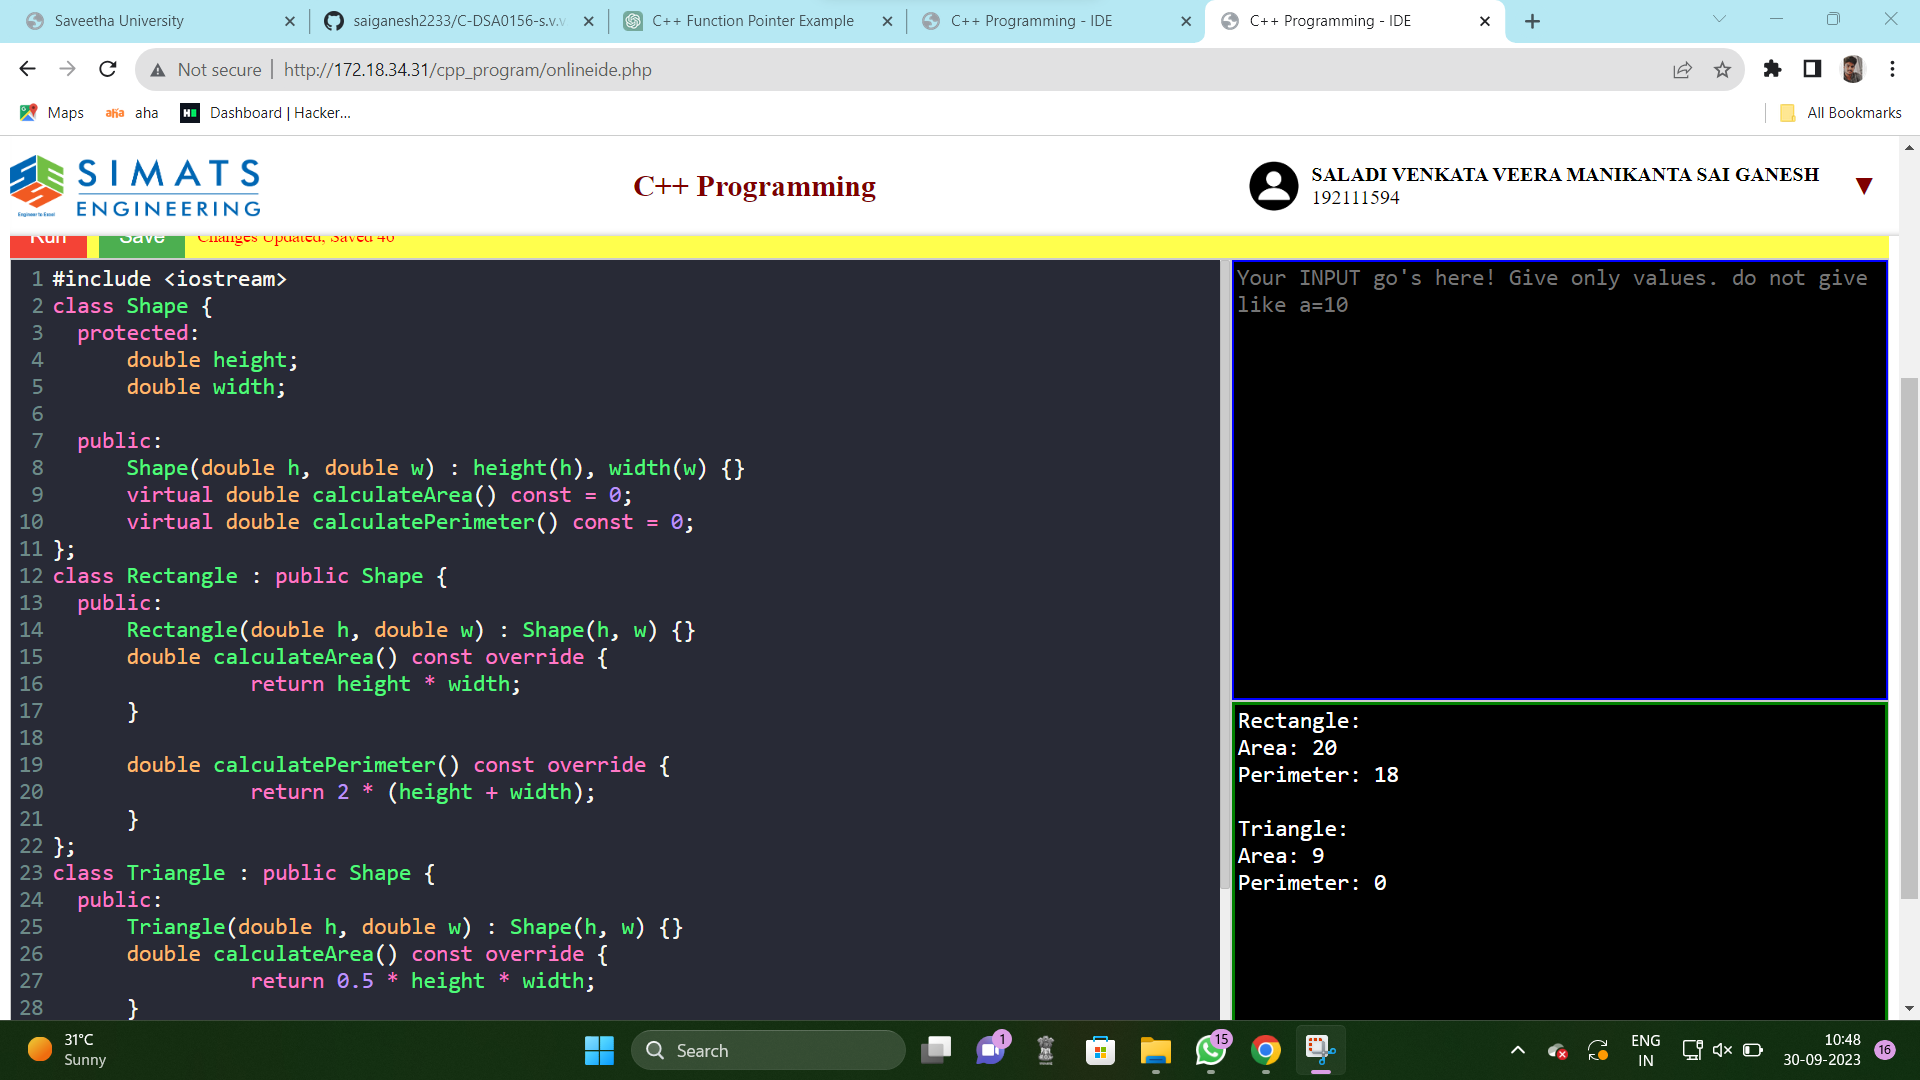 Saveetha University
saiganesh2233/C-DSA0156-s.v.v
C++ Function Pointer Example
C++ Programming - IDE
C++ Programming - IDE
Not secure
http://172.18.34.31/cpp_program/onlineide.php
Maps
aha aha
Dashboard | Hacker...
All Bookmarks
SIMATS
ENGINEERING
Engineer to Excel
C++ Programming
SALADI VENKATA VEERA MANIKANTA SAI GANESH
192111594
Run
Save
Changes Updated, Saved 46
1 #include <iostream>
2 class Shape {
3   protected:
4       double height;
5       double width;
6
7   public:
8       Shape(double h, double w) : height(h), width(w) {}
9       virtual double calculateArea() const = 0;
10       virtual double calculatePerimeter() const = 0;
11 };
12 class Rectangle : public Shape {
13   public:
14       Rectangle(double h, double w) : Shape(h, w) {}
15       double calculateArea() const override {
16                 return height * width;
17       }
18
19       double calculatePerimeter() const override {
20                 return 2 * (height + width);
21       }
22 };
23 class Triangle : public Shape {
24   public:
25       Triangle(double h, double w) : Shape(h, w) {}
26       double calculateArea() const override {
27                 return 0.5 * height * width;
28       }
Your INPUT go's here! Give only values. do not give
like a=10
Rectangle:
Area: 20
Perimeter: 18
Triangle:
Area: 9
Perimeter: 0
31°C
Sunny
Search
1
15
ENG
IN
10:48
30-09-2023
16